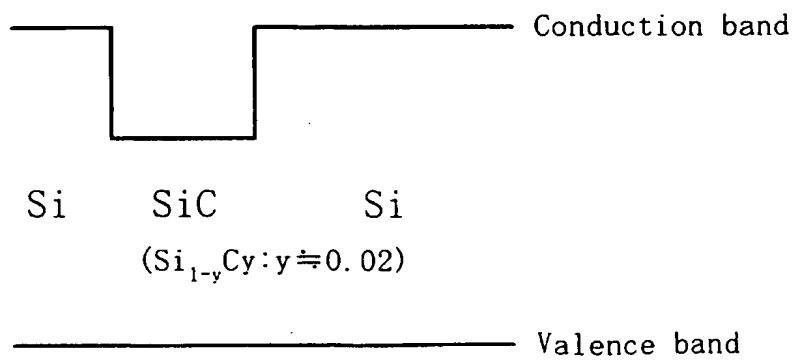 Conduction band
Si SiC Si
(Si₁₋yCy:y≒0.02)
Valence band